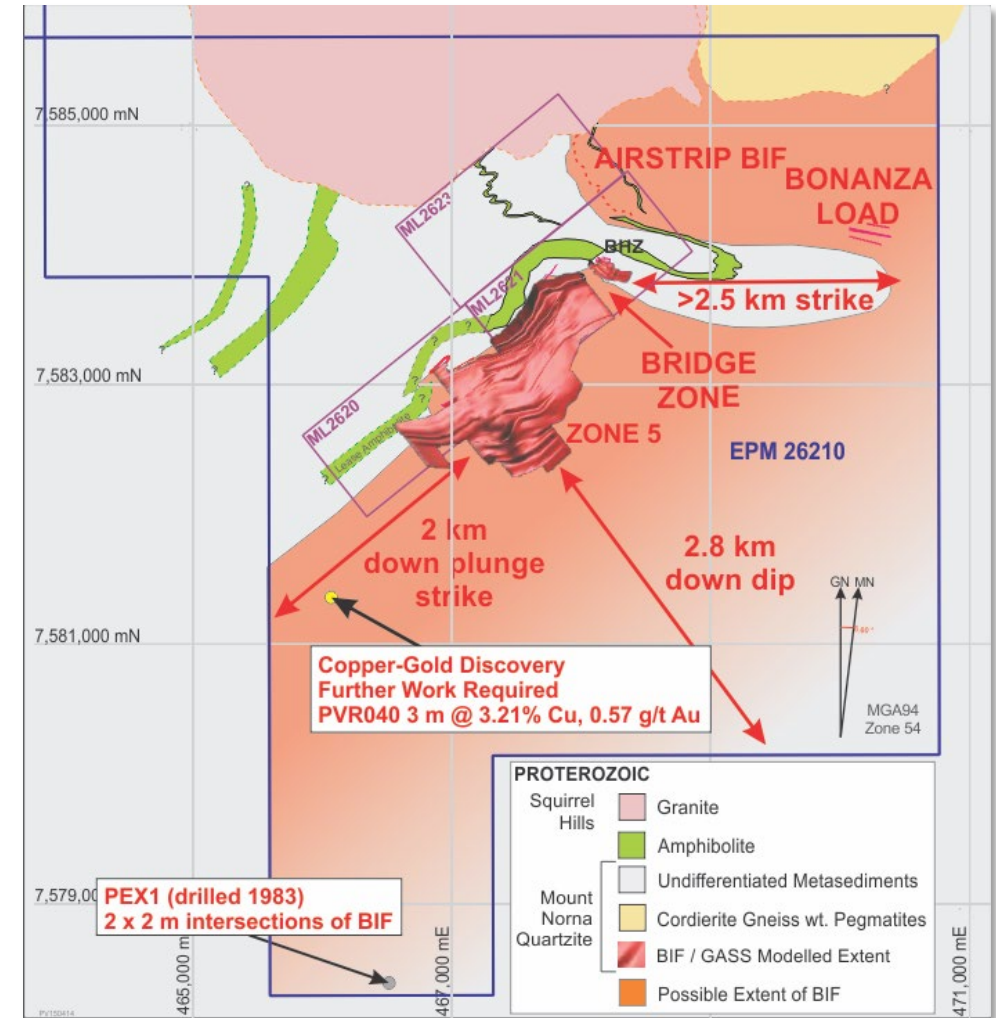 7,585,000 mN
AIRSTRIP BIF
BONANZA
LOAD
ML2623
BHZ
ML2621
>2.5 km strike
7,583,000 mN
BRIDGE
ZONE
ML2620
ZONE 5
EPM 26210
Lease Amphibolite
2 km
down plunge
strike
2.8 km
down dip
GN MN
7,581,000 mN
Copper-Gold Discovery
Further Work Required
PVR040 3 m @ 3.21% Cu, 0.57 g/t Au
MGA94
Zone 54
PROTEROZOIC
Squirrel
Hills
Granite
Amphibolite
Mount
Norna
Quartzite
Undifferentiated Metasediments
Cordierite Gneiss wt. Pegmatites
BIF / GASS Modelled Extent
Possible Extent of BIF
7,579,00
PEX1 (drilled 1983)
2 x 2 m intersections of BIF
465,000 m
467,000 mE
471,000 mE
PV150414